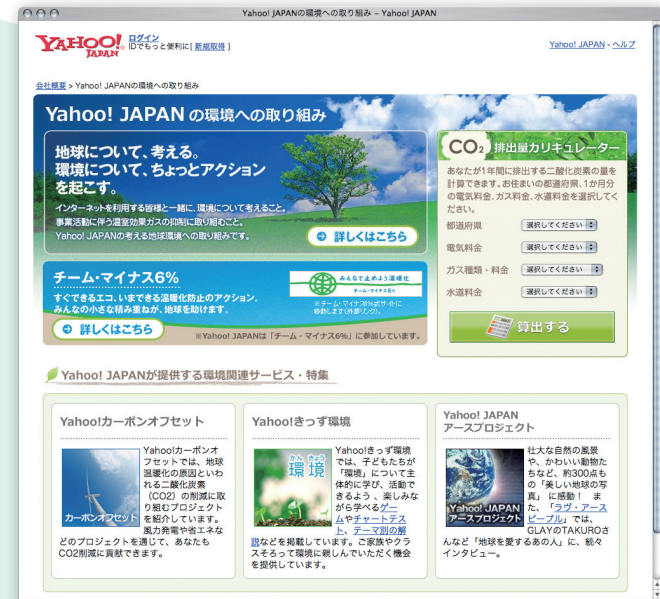 Yahoo! JAPANの環境への取り組み – Yahoo! JAPAN
YAHOO! JAPAN
ログイン
IDでもっと便利に[ 新規取得 ]
Yahoo! JAPAN - ヘルプ
会社概要 > Yahoo! JAPANの環境への取り組み
Yahoo! JAPAN の環境への取り組み
地球について、考える。
環境について、ちょっとアクション
を起こす。
インターネットを利用する皆様と一緒に、環境について考えること。
事業活動に伴う温室効果ガスの抑制に取り組むこと。
Yahoo! JAPANの考える地球環境への取り組みです。
詳しくはこちら
チーム・マイナス6%
すぐできるエコ、いまできる温暖化防止のアクション。
みんなの小さな積み重ねが、地球を助けます。
詳しくはこちら
みんなで止めよう温暖化
チーム・マイナス6%
※チーム・マイナス6%公式サイトに
移動します(外部リンク)。
※Yahoo! JAPANは「チーム・マイナス6%」に参加しています。
CO2 排出量カリキュレーター
あなたが1年間に排出する二酸化炭素の量を
計算できます。お住まいの都道府県、1か月分
の電気料金、ガス料金、水道料金を選択してく
ださい。
都道府県 選択してください
電気料金 選択してください
ガス種類・料金 選択してください
水道料金 選択してください
算出する
Yahoo! JAPANが提供する環境関連サービス・特集
Yahoo!カーボンオフセット
カーボンオフセット
Yahoo!カーボンオ
フセットでは、地球
温暖化の原因といわ
れる二酸化炭素
（CO2）の削減に取
り組むプロジェクト
を紹介しています。
風力発電や省エネな
どのプロジェクトを通じて、あなたも
CO2削減に貢献できます。
Yahoo!きっず環境
かん きょう
環境
Yahoo!きっず環境
では、子どもたちが
「環境」について主
体的に学び、活動で
きるよう、楽しみな
がら学べるゲー
ムやチャートテス
ト、テーマ別の解
説などを掲載しています。ご家族やクラ
スそろって環境に親しんでいただく機会
を提供しています。
Yahoo! JAPAN
アースプロジェクト
Yahoo! JAPAN
アースプロジェクト
壮大な自然の風景
や、かわいい動物た
ちなど、約300点も
の「美しい地球の写
真」に感動！ ま
た、「ラヴ・アース
ピープル」では、
GLAYのTAKUROさ
んなど「地球を愛するあの人」に、続々
インタビュー。